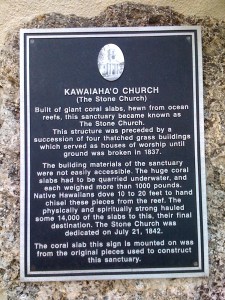 KAWAIAHA'O CHURCH
(The Stone Church)
Built of giant coral slabs, hewn from ocean
reefs, this sanctuary became known as
The Stone Church.
This structure was preceded by a
succession of four thatched grass buildings
which served as houses of worship until
ground was broken in 1837.
The building materials of the sanctuary
were not easily accessible. The huge coral
slabs had to be quarried underwater, and
each weighed more than 1000 pounds.
Native Hawaiians dove 10 to 20 feet to hand
chisel these pieces from the reef. The
physically and spiritually strong hauled
some 14,000 of the slabs to this, their final
destination. The Stone Church was
dedicated on July 21, 1842.
The coral slab this sign is mounted on was
from the original pieces used to construct
this sanctuary.